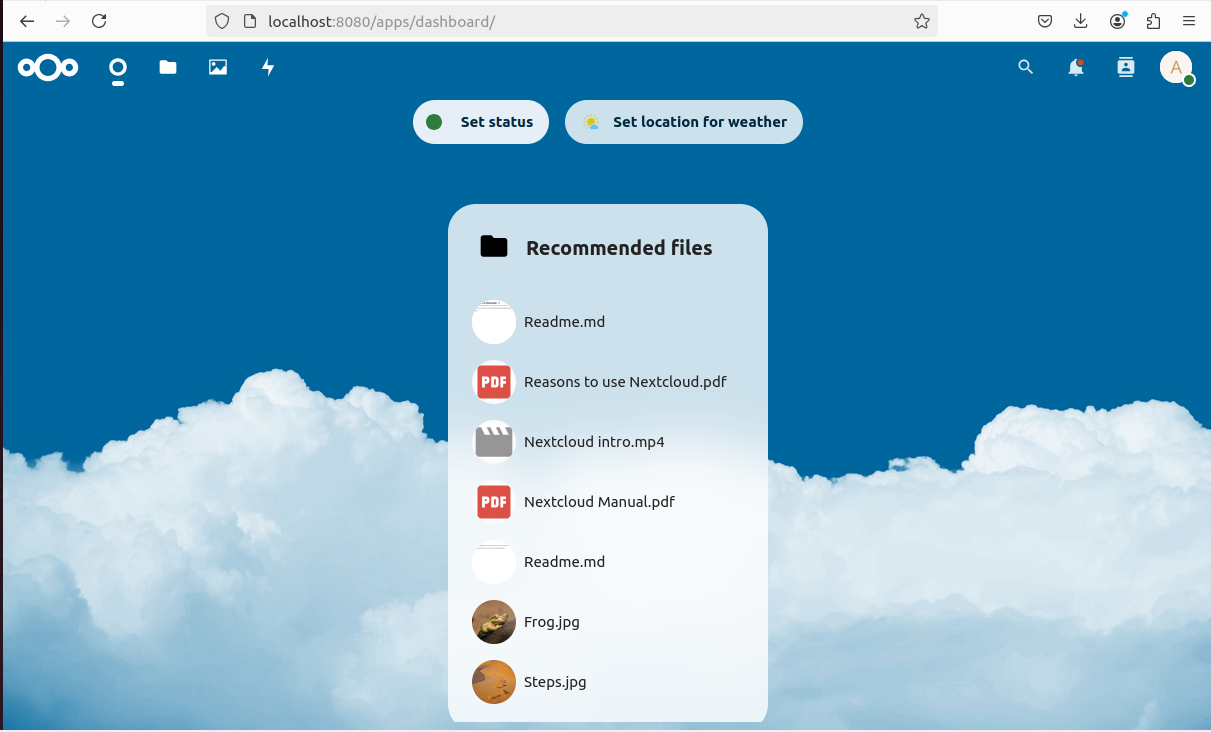 localhost:8080/apps/dashboard/
A
Set status
Set location for weather
Recommended files
Readme.md
PDF
Reasons to use Nextcloud.pdf
Nextcloud intro.mp4
PDF
Nextcloud Manual.pdf
Readme.md
Frog.jpg
Steps.jpg